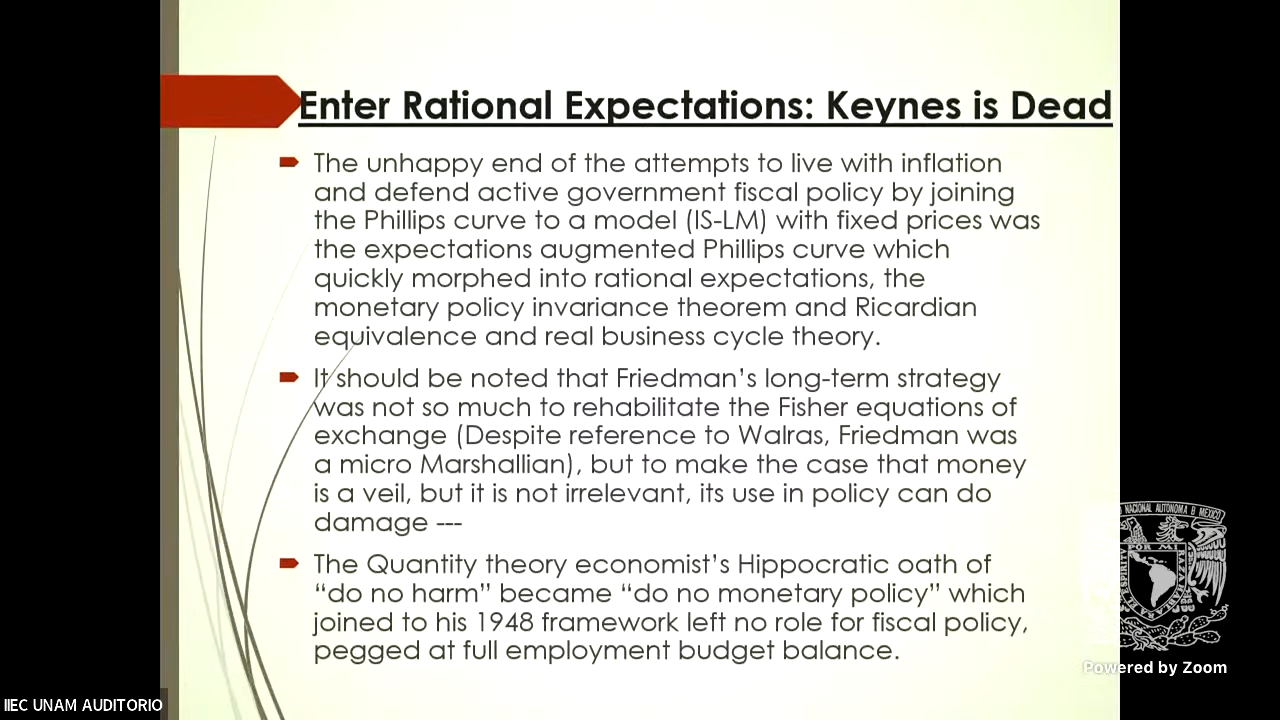 Enter Rational Expectations: Keynes is Dead
The unhappy end of the attempts to live with inflation
and defend active government fiscal policy by joining
the Phillips curve to a model (IS-LM) with fixed prices was
the expectations augmented Phillips curve which
quickly morphed into rational expectations, the
monetary policy invariance theorem and Ricardian
equivalence and real business cycle theory.
It should be noted that Friedman’s long-term strategy
was not so much to rehabilitate the Fisher equations of
exchange (Despite reference to Walras, Friedman was
a micro Marshallian), but to make the case that money
is a veil, but it is not irrelevant, its use in policy can do
damage ---
The Quantity theory economist’s Hippocratic oath of
“do no harm” became “do no monetary policy” which
joined to his 1948 framework left no role for fiscal policy,
pegged at full employment budget balance.
NACIONAL AUTONOMA
POR MI
Powered by Zoom
IIEC UNAM AUDITORIO